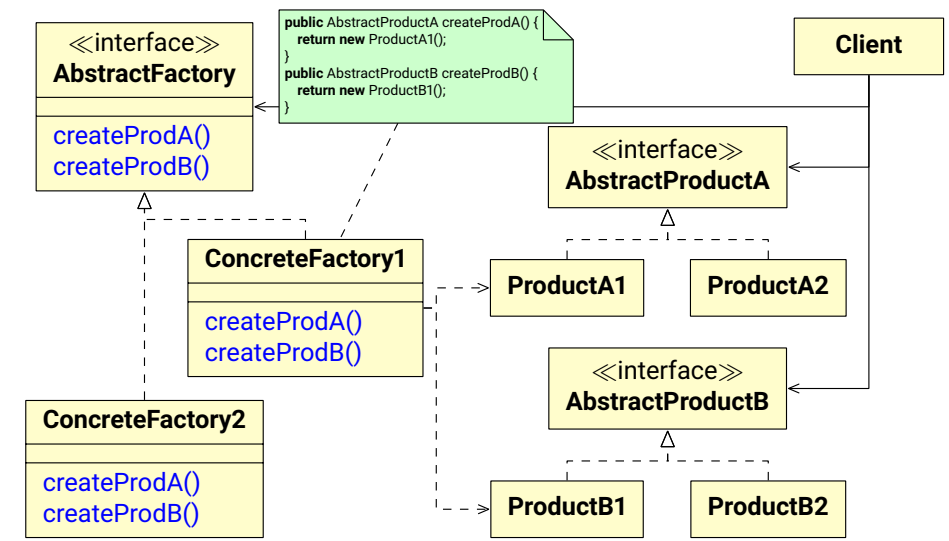 ≪interface≫
AbstractFactory
createProdA()
createProdB()
public AbstractProductA createProdA() {
return new ProductA1();
}
public AbstractProductB createProdB() {
return new ProductB1();
}
Client
≪interface≫
AbstractProductA
ConcreteFactory1
createProdA()
createProdB()
ProductA1
ProductA2
≪interface≫
AbstractProductB
ConcreteFactory2
createProdA()
createProdB()
ProductB1
ProductB2